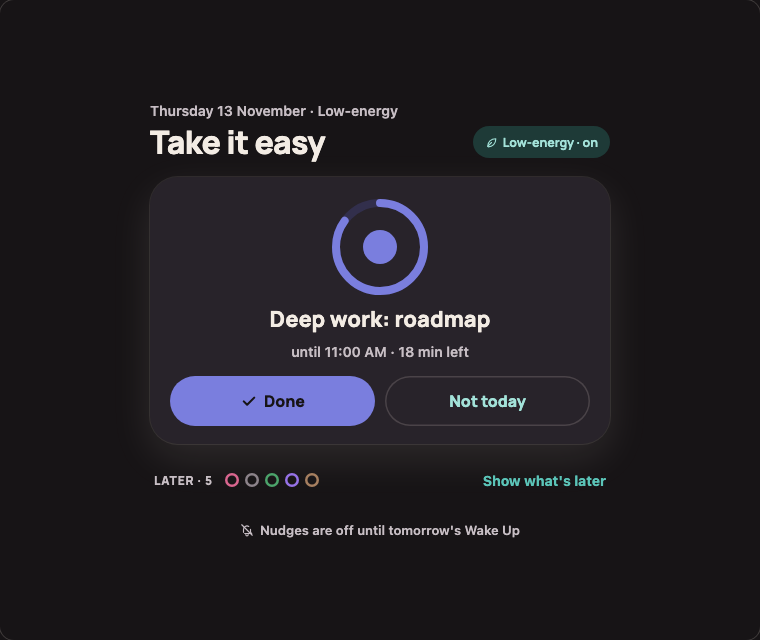 Thursday 13 November · Low-energy
Take it easy
Low-energy · on
Deep work: roadmap
until 11:00 AM · 18 min left
Done
Not today
LATER · 5
Show what's later
Nudges are off until tomorrow's Wake Up